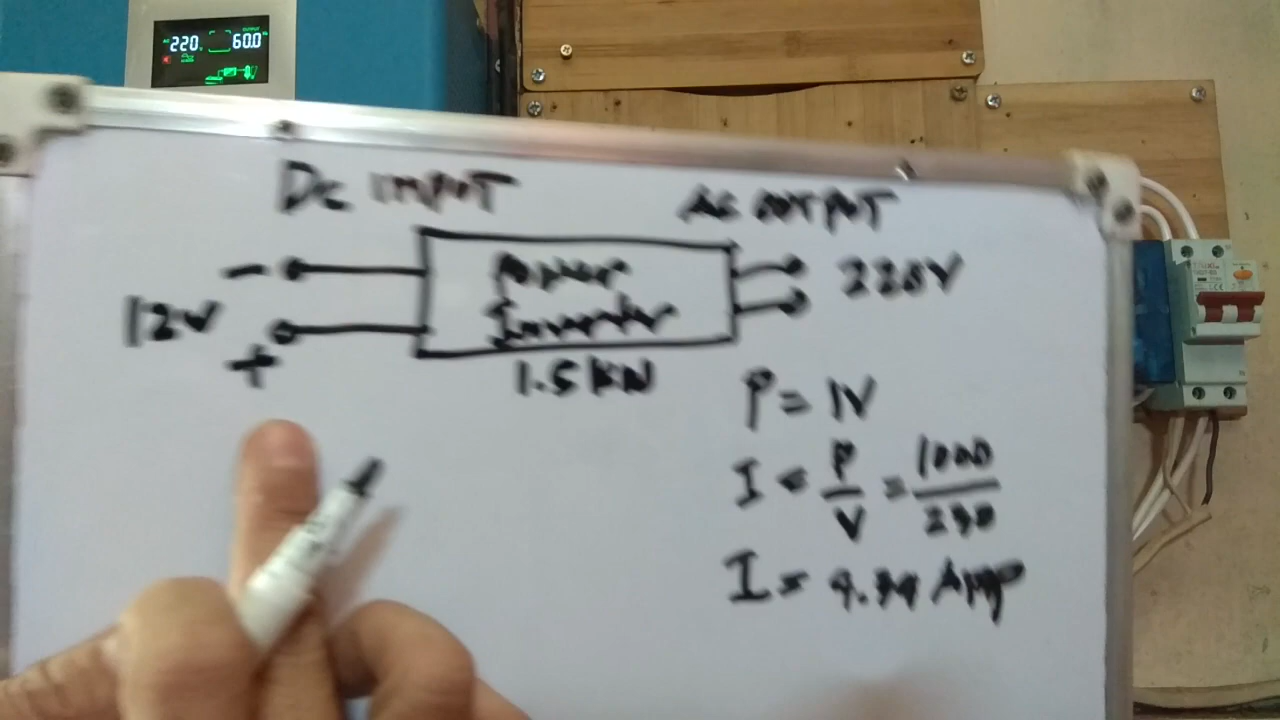 220 60.0
DC INPUT AC OUTPUT
-
12V
+
Power
Inverter
1.5KW
220V
P = IV
I = P/V = 1000/230
I = 4.34 Amp